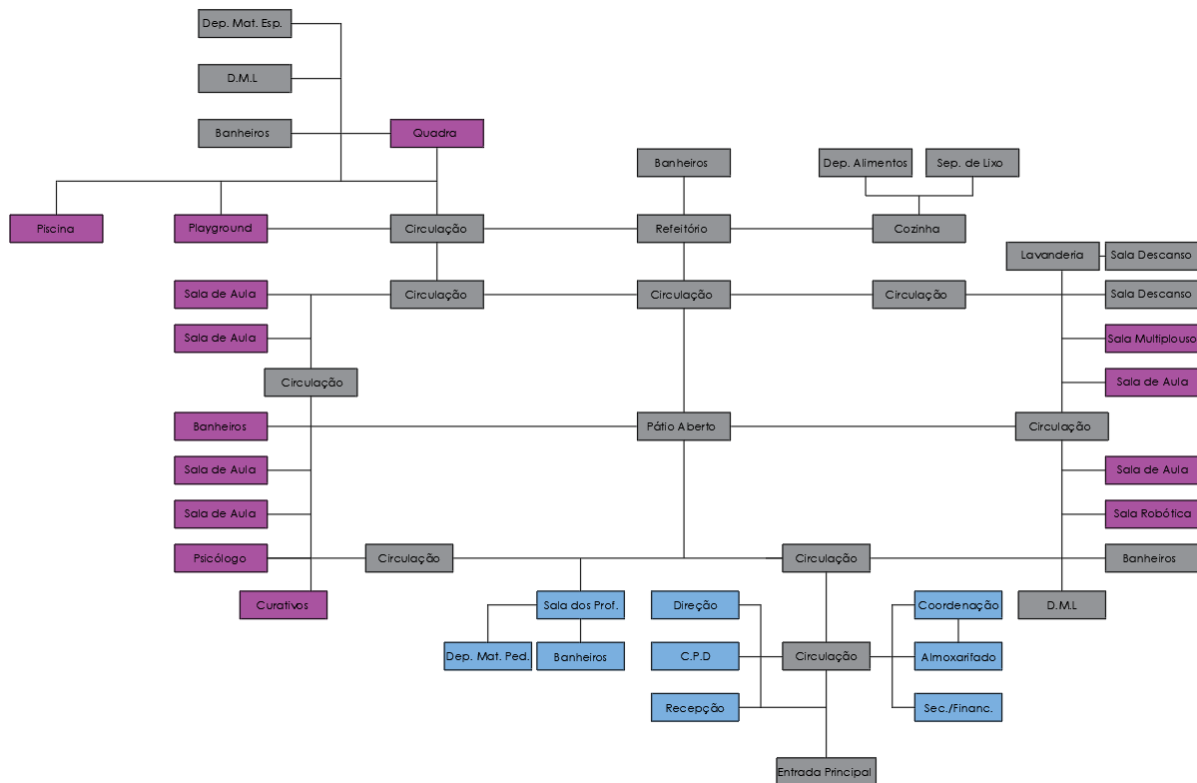 Dep. Mat. Esp.
D.M.L
Banheiros
Quadra
Banheiros
Dep. Alimentos
Sep. de Lixo
Piscina
Playground
Circulação
Refeitório
Cozinha
Lavanderia
Sala Descanso
Sala de Aula
Circulação
Circulação
Circulação
Sala Descanso
Sala de Aula
Sala Multiplouso
Circulação
Sala de Aula
Banheiros
Pátio Aberto
Circulação
Sala de Aula
Sala de Aula
Sala de Aula
Sala Robótica
Psicólogo
Circulação
Circulação
Banheiros
Curativos
Sala dos Prof.
Direção
Coordenação
D.M.L
Dep. Mat. Ped.
Banheiros
C.P.D
Circulação
Almoxarifado
Recepção
Sec./Financ.
Entrada Principal